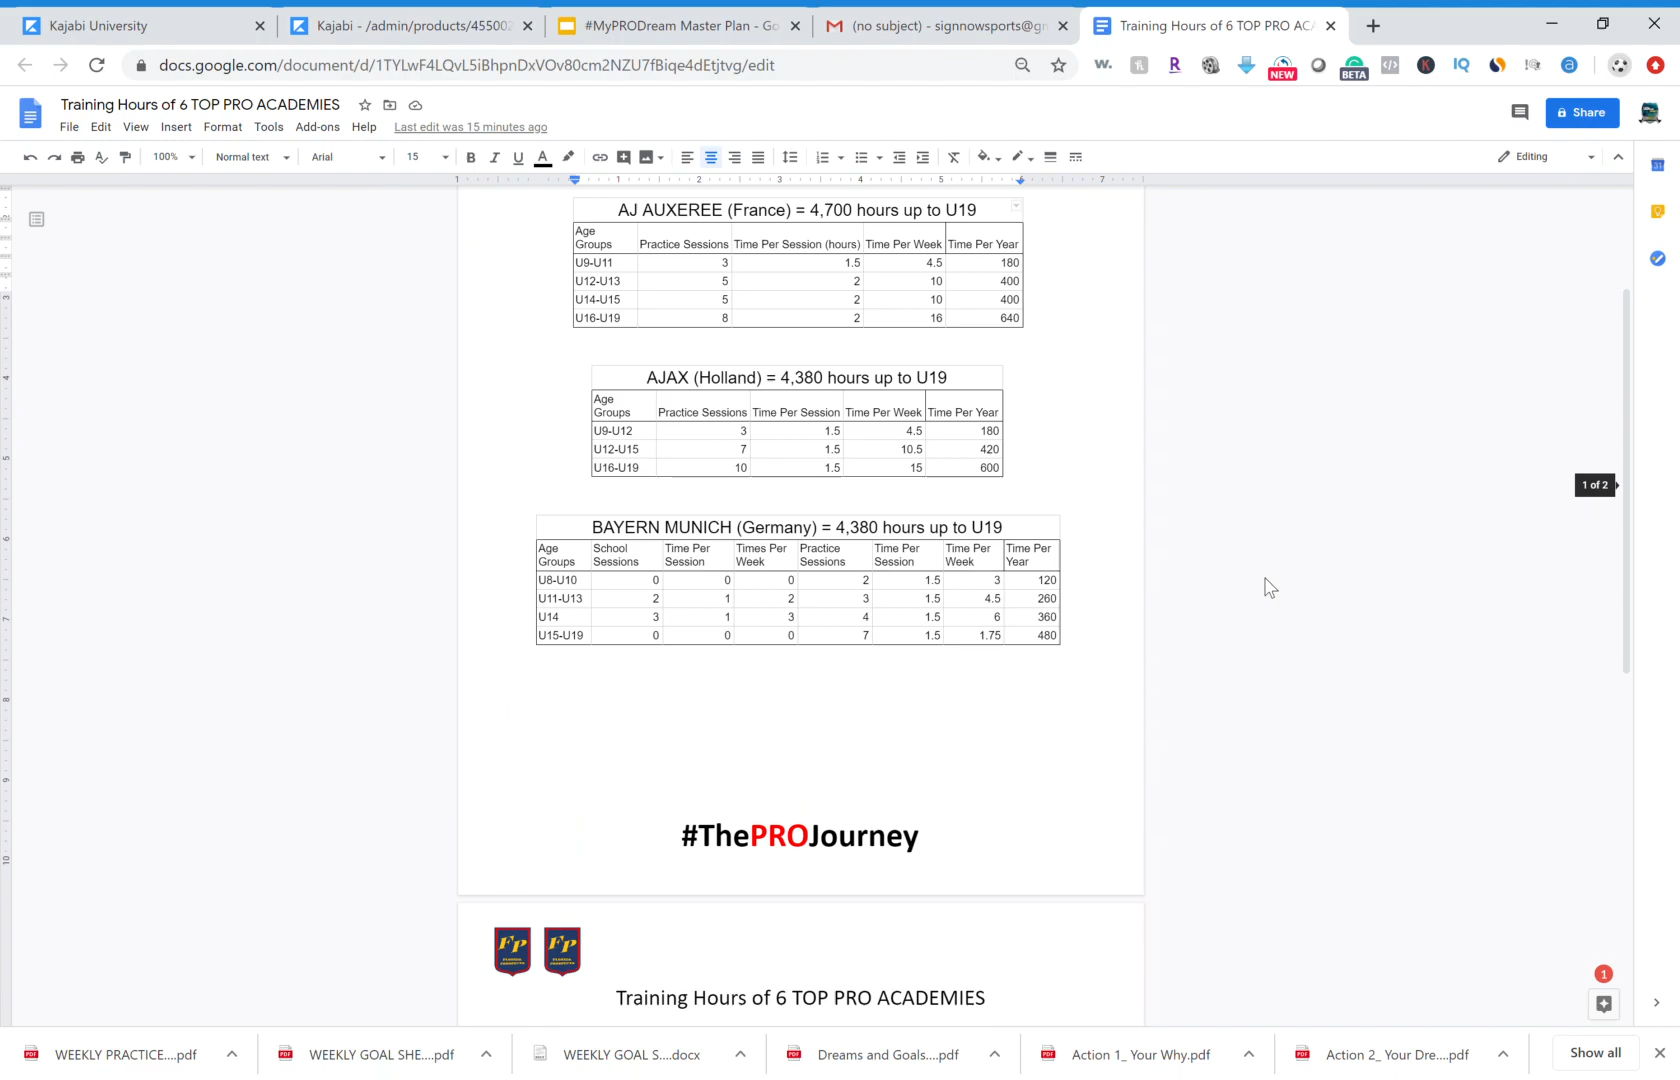 Kajabi University
Kajabi - /admin/products/455002
#MyPRODream Master Plan - Go
(no subject) - signnowsports@gm
Training Hours of 6 TOP PRO AC
docs.google.com/document/d/1TYLwF4LQvL5iBhpnDxVOv80cm2NZU7fBiqe4dEtjtvg/edit
Training Hours of 6 TOP PRO ACADEMIES
File Edit View Insert Format Tools Add-ons Help Last edit was 15 minutes ago
Share
100% Normal text Arial 15 Editing
AJ AUXEREE (France) = 4,700 hours up to U19
Age Groups Practice Sessions Time Per Session (hours) Time Per Week Time Per Year
U9-U11 3 1.5 4.5 180
U12-U13 5 2 10 400
U14-U15 5 2 10 400
U16-U19 8 2 16 640
AJAX (Holland) = 4,380 hours up to U19
Age Groups Practice Sessions Time Per Session Time Per Week Time Per Year
U9-U12 3 1.5 4.5 180
U12-U15 7 1.5 10.5 420
U16-U19 10 1.5 15 600
1 of 2
BAYERN MUNICH (Germany) = 4,380 hours up to U19
Age Groups School Sessions Time Per Session Times Per Week Practice Sessions Time Per Session Time Per Week Time Per Year
U8-U10 0 0 0 2 1.5 3 120
U11-U13 2 1 2 3 1.5 4.5 260
U14 3 1 3 4 1.5 6 360
U15-U19 0 0 0 7 1.5 1.75 480
#ThePROJourney
FP FP
Training Hours of 6 TOP PRO ACADEMIES
1
WEEKLY PRACTICE....pdf
WEEKLY GOAL SHE....pdf
WEEKLY GOAL S....docx
Dreams and Goals....pdf
Action 1_ Your Why.pdf
Action 2_ Your Dre....pdf
Show all